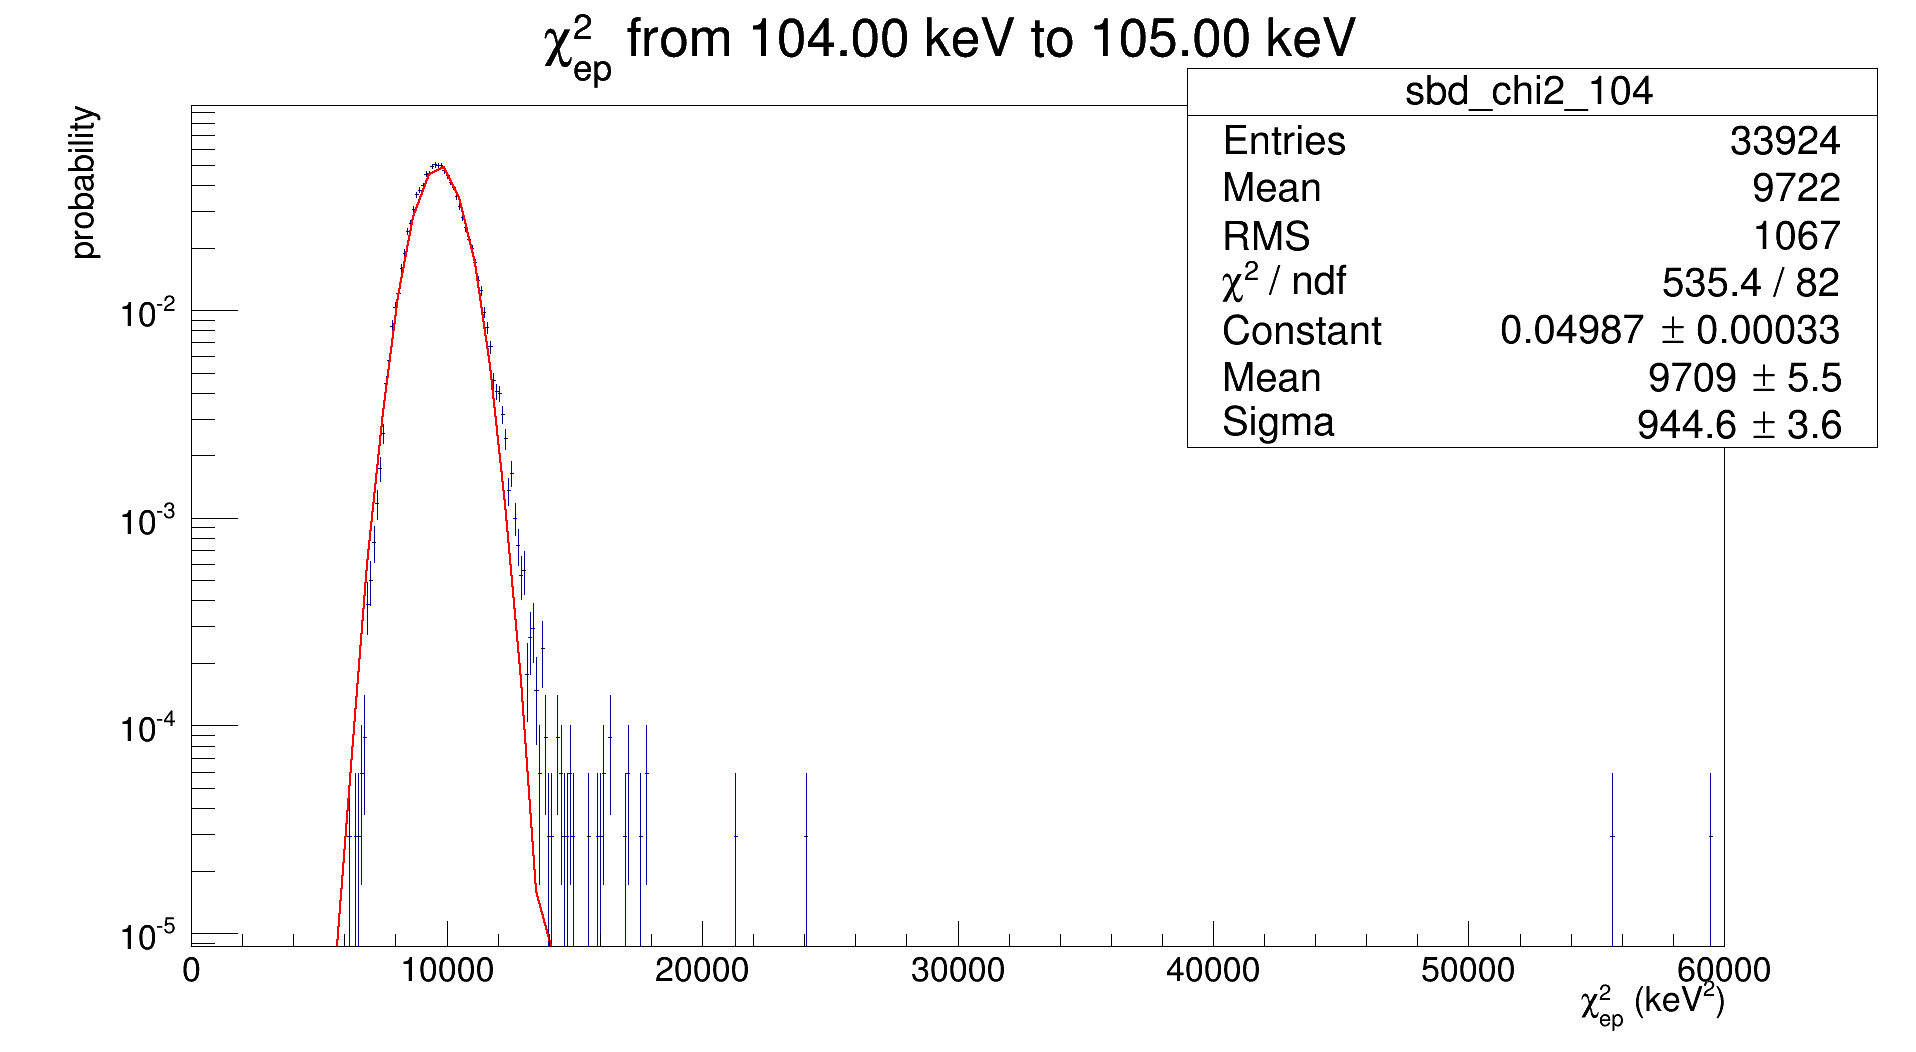 χ²ep from 104.00 keV to 105.00 keV
sbd_chi2_104
Entries 33924
Mean 9722
RMS 1067
χ² / ndf 535.4 / 82
Constant 0.04987 ± 0.00033
Mean 9709 ± 5.5
Sigma 944.6 ± 3.6
probability
10⁻²
10⁻³
10⁻⁴
10⁻⁵
0 10000 20000 30000 40000 50000 60000
χ²ep (keV²)